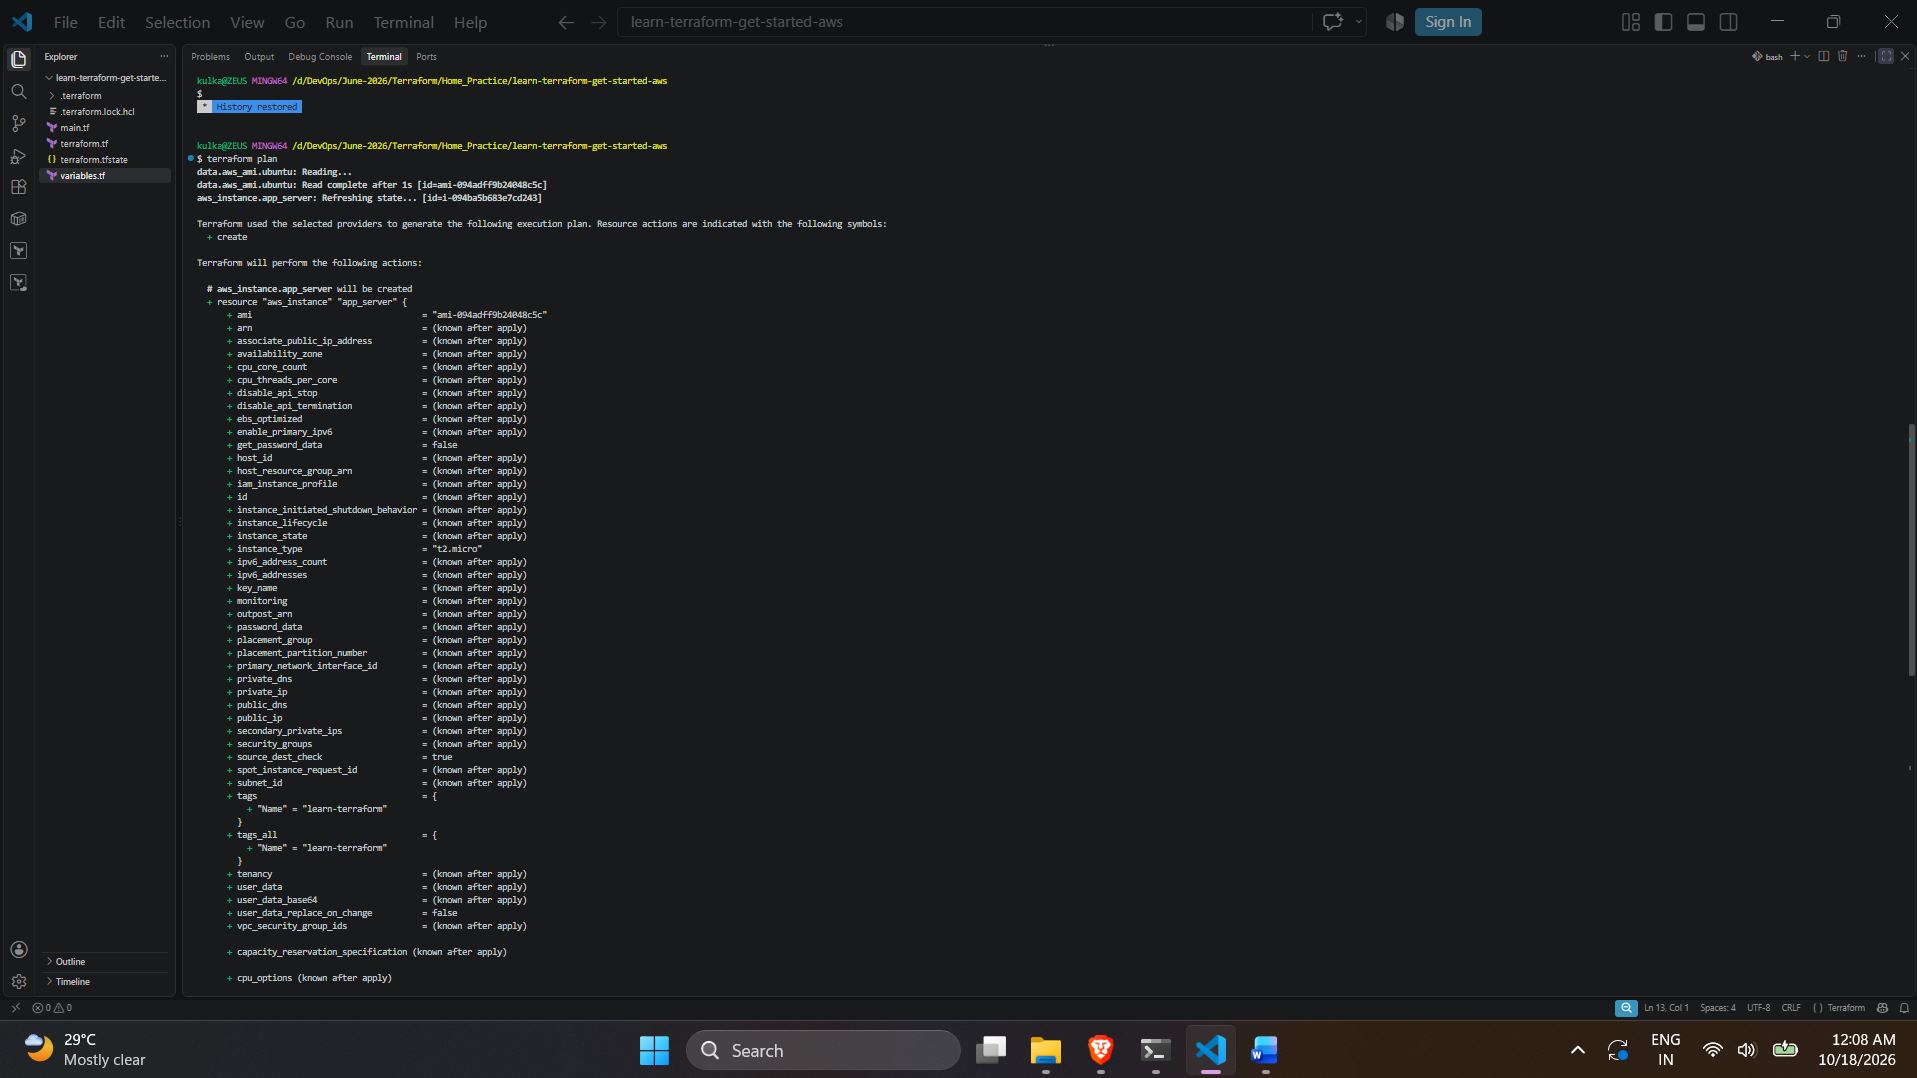 File Edit Selection View Go Run Terminal Help
learn-terraform-get-started-aws
Sign In
Explorer
learn-terraform-get-starte...
.terraform
.terraform.lock.hcl
main.tf
terraform.tf
terraform.tfstate
variables.tf
Outline
Timeline
Problems Output Debug Console Terminal Ports
bash
kulka@ZEUS MINGW64 /d/DevOps/June-2026/Terraform/Home_Practice/learn-terraform-get-started-aws
$
* History restored
kulka@ZEUS MINGW64 /d/DevOps/June-2026/Terraform/Home_Practice/learn-terraform-get-started-aws
$ terraform plan
data.aws_ami.ubuntu: Reading...
data.aws_ami.ubuntu: Read complete after 1s [id=ami-094adff9b24048c5c]
aws_instance.app_server: Refreshing state... [id=i-094ba5b683e7cd243]
Terraform used the selected providers to generate the following execution plan. Resource actions are indicated with the following symbols:
+ create
Terraform will perform the following actions:
# aws_instance.app_server will be created
+ resource "aws_instance" "app_server" {
+ ami = "ami-094adff9b24048c5c"
+ arn = (known after apply)
+ associate_public_ip_address = (known after apply)
+ availability_zone = (known after apply)
+ cpu_core_count = (known after apply)
+ cpu_threads_per_core = (known after apply)
+ disable_api_stop = (known after apply)
+ disable_api_termination = (known after apply)
+ ebs_optimized = (known after apply)
+ enable_primary_ipv6 = (known after apply)
+ get_password_data = false
+ host_id = (known after apply)
+ host_resource_group_arn = (known after apply)
+ iam_instance_profile = (known after apply)
+ id = (known after apply)
+ instance_initiated_shutdown_behavior = (known after apply)
+ instance_lifecycle = (known after apply)
+ instance_state = (known after apply)
+ instance_type = "t2.micro"
+ ipv6_address_count = (known after apply)
+ ipv6_addresses = (known after apply)
+ key_name = (known after apply)
+ monitoring = (known after apply)
+ outpost_arn = (known after apply)
+ password_data = (known after apply)
+ placement_group = (known after apply)
+ placement_partition_number = (known after apply)
+ primary_network_interface_id = (known after apply)
+ private_dns = (known after apply)
+ private_ip = (known after apply)
+ public_dns = (known after apply)
+ public_ip = (known after apply)
+ secondary_private_ips = (known after apply)
+ security_groups = (known after apply)
+ source_dest_check = true
+ spot_instance_request_id = (known after apply)
+ subnet_id = (known after apply)
+ tags = {
+ "Name" = "learn-terraform"
}
+ tags_all = {
+ "Name" = "learn-terraform"
}
+ tenancy = (known after apply)
+ user_data = (known after apply)
+ user_data_base64 = (known after apply)
+ user_data_replace_on_change = false
+ vpc_security_group_ids = (known after apply)
+ capacity_reservation_specification (known after apply)
+ cpu_options (known after apply)
0 0
Ln 13, Col 1 Spaces: 4 UTF-8 CRLF { } Terraform
29°C
Mostly clear
Search
ENG
IN
12:08 AM
10/18/2026